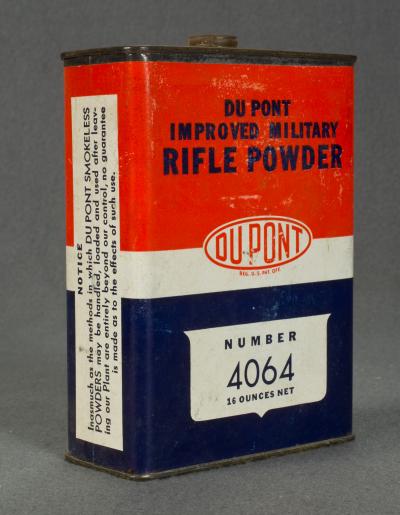 DU PONT
IMPROVED MILITARY
RIFLE POWDER
DU PONT
REG. U.S. PAT. OFF.
NUMBER
4064
16 OUNCES NET
NOTICE
Inasmuch as the methods in which DU PONT SMOKELESS
POWDERS may be handled, loaded and used after leav-
ing our Plant are entirely beyond our control, no guarantee
is made as to the effects of such use.